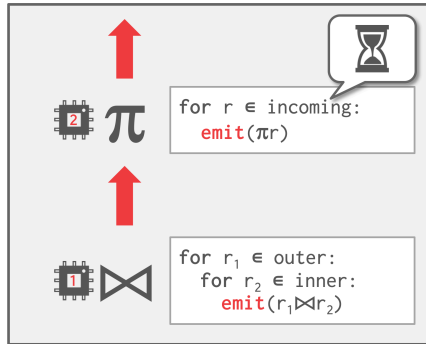 2 π
for r ∈ incoming:
emit(πr)
1 ⋈
for r₁ ∈ outer:
for r₂ ∈ inner:
emit(r₁⋈r₂)